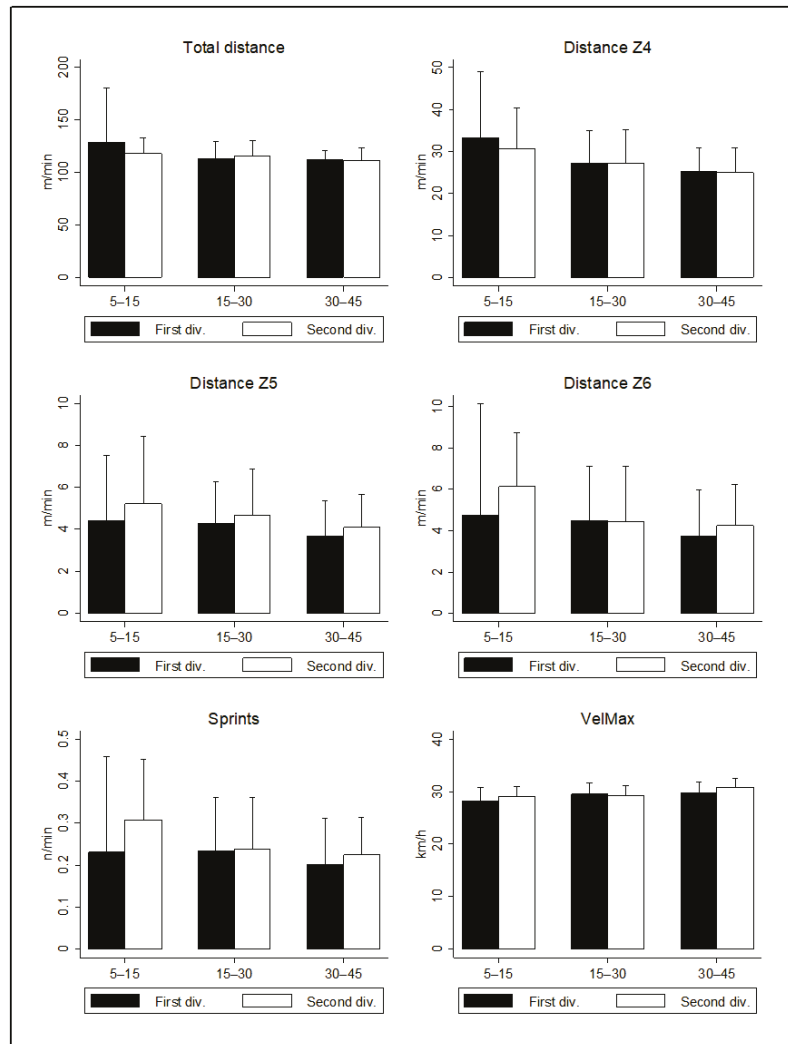 Total distance
200
150
100
50
0
m/min
5–15 15–30 30–45
First div. Second div.
Distance Z4
50
40
30
20
10
0
m/min
5–15 15–30 30–45
First div. Second div.
Distance Z5
10
8
6
4
2
0
m/min
5–15 15–30 30–45
First div. Second div.
Distance Z6
10
8
6
4
2
0
m/min
5–15 15–30 30–45
First div. Second div.
Sprints
0.5
0.4
0.3
0.2
0.1
0
n/min
5–15 15–30 30–45
First div. Second div.
VelMax
40
30
20
10
0
km/h
5–15 15–30 30–45
First div. Second div.